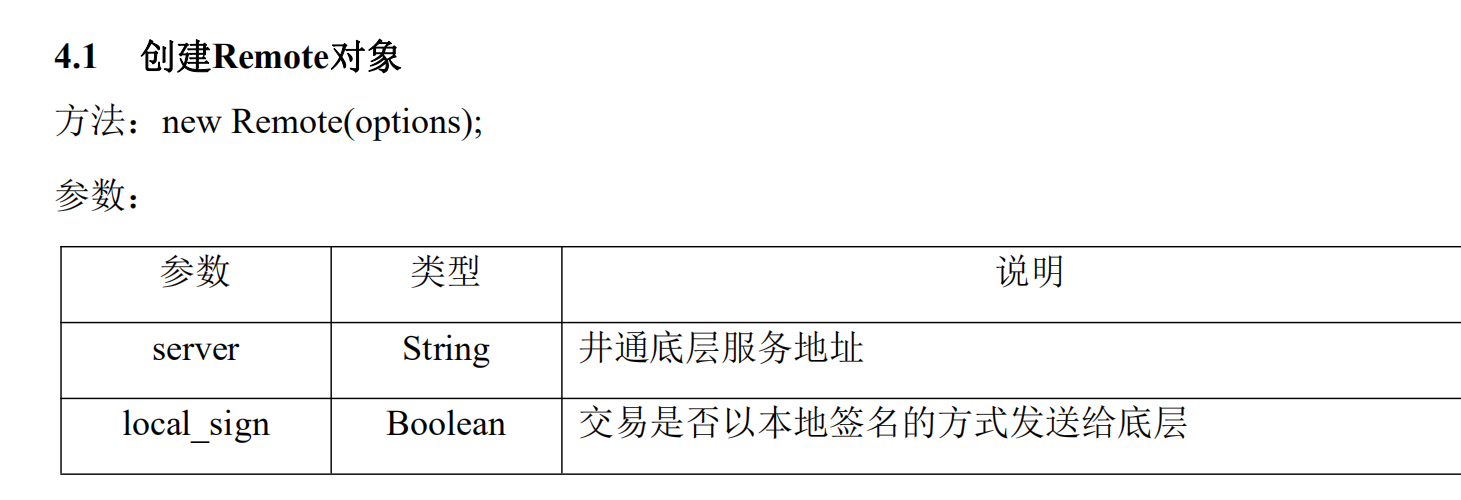 4.1 创建Remote对象
方法：new Remote(options);
参数：
参数 类型 说明
server String 井通底层服务地址
local_sign Boolean 交易是否以本地签名的方式发送给底层